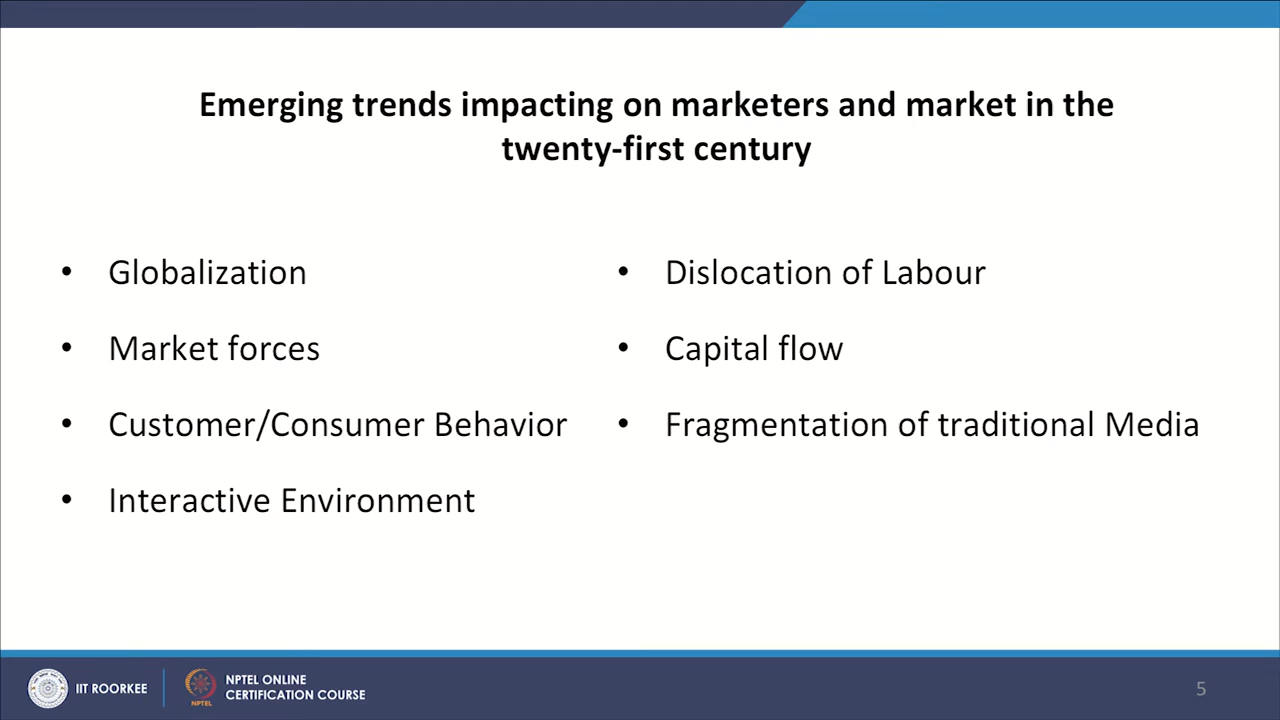 Emerging trends impacting on marketers and market in the
twenty-first century
• Globalization
• Market forces
• Customer/Consumer Behavior
• Interactive Environment
• Dislocation of Labour
• Capital flow
• Fragmentation of traditional Media
IIT ROORKEE
NPTEL
NPTEL ONLINE
CERTIFICATION COURSE
5